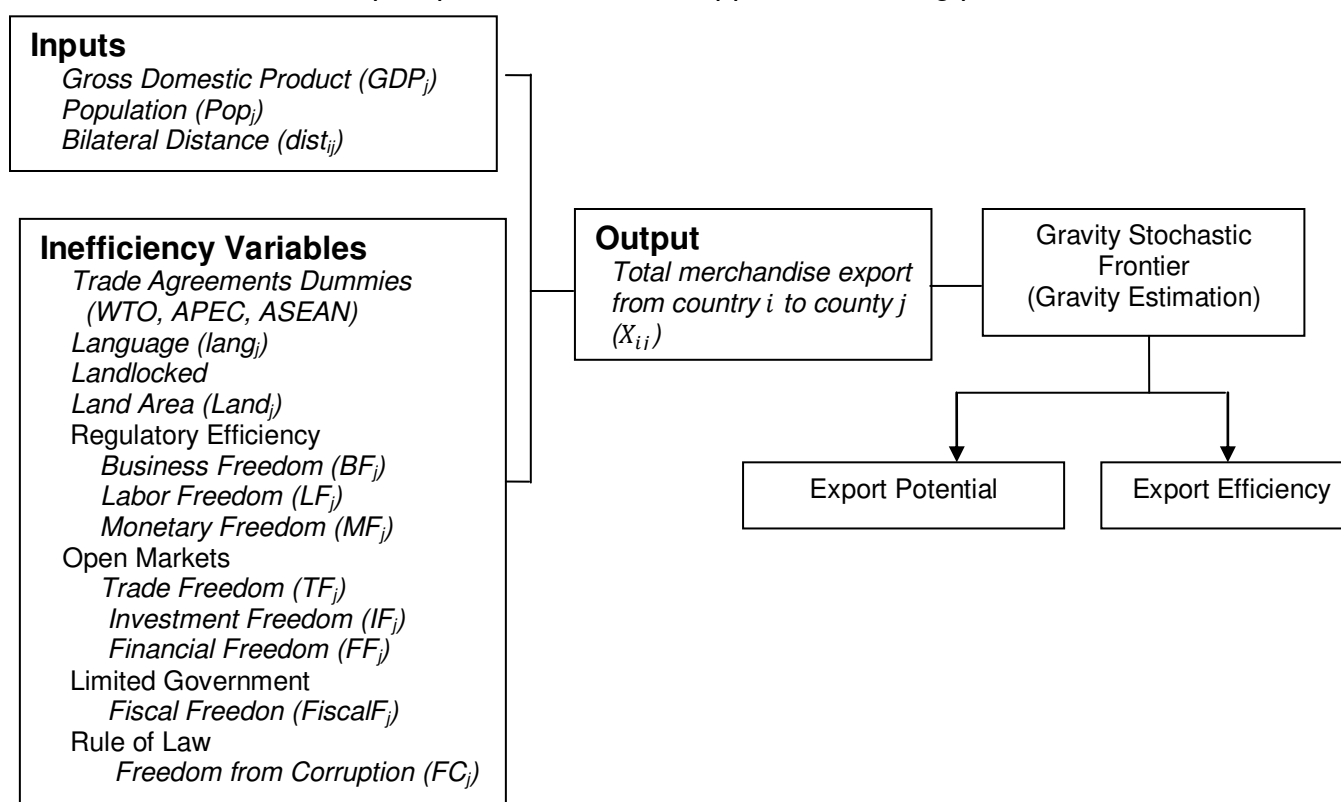 Inputs
Gross Domestic Product (GDPj)
Population (Popj)
Bilateral Distance (distij)
Inefficiency Variables
Trade Agreements Dummies
(WTO, APEC, ASEAN)
Language (langj)
Landlocked
Land Area (Landj)
Regulatory Efficiency
Business Freedom (BFj)
Labor Freedom (LFj)
Monetary Freedom (MFj)
Open Markets
Trade Freedom (TFj)
Investment Freedom (IFj)
Financial Freedom (FFj)
Limited Government
Fiscal Freedon (FiscalFj)
Rule of Law
Freedom from Corruption (FCj)
Output
Total merchandise export
from country i to county j
(Xij)
Gravity Stochastic
Frontier
(Gravity Estimation)
Export Potential
Export Efficiency